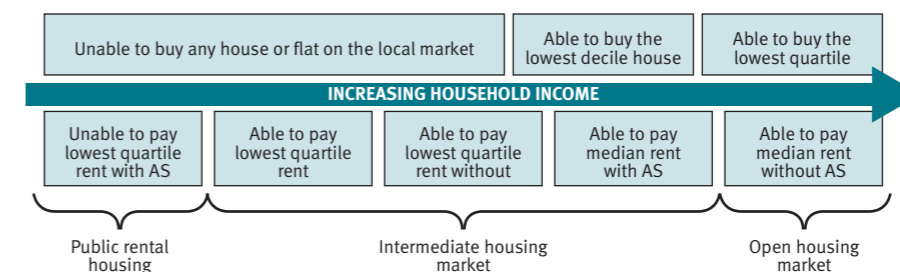 Unable to buy any house or flat on the local market
Able to buy the
lowest decile house
Able to buy the
lowest quartile
INCREASING HOUSEHOLD INCOME
Unable to pay
lowest quartile
rent with AS
Able to pay
lowest quartile
rent
Able to pay
lowest quartile
rent without
Able to pay
median rent
with AS
Able to pay
median rent
without AS
Public rental
housing
Intermediate housing
market
Open housing
market